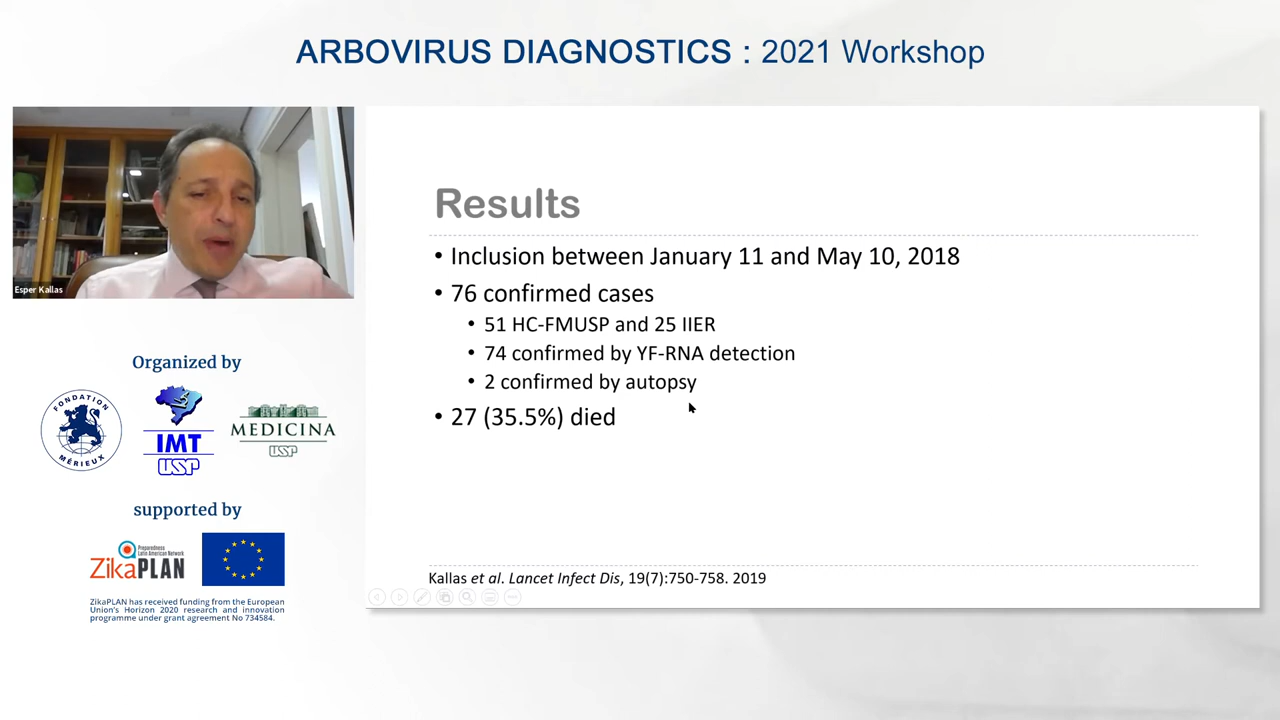 ARBOVIRUS DIAGNOSTICS : 2021 Workshop
Esper Kallas
Organized by
FONDATION
MÉRIEUX
IMT
USP
MEDICINA
USP
supported by
Preparedness
Latin American Network
ZikaPLAN
ZikaPLAN has received funding from the European
Union's Horizon 2020 research and innovation
programme under grant agreement No 734584.
Results
• Inclusion between January 11 and May 10, 2018
• 76 confirmed cases
• 51 HC-FMUSP and 25 IIER
• 74 confirmed by YF-RNA detection
• 2 confirmed by autopsy
• 27 (35.5%) died
Kallas et al. Lancet Infect Dis, 19(7):750-758. 2019